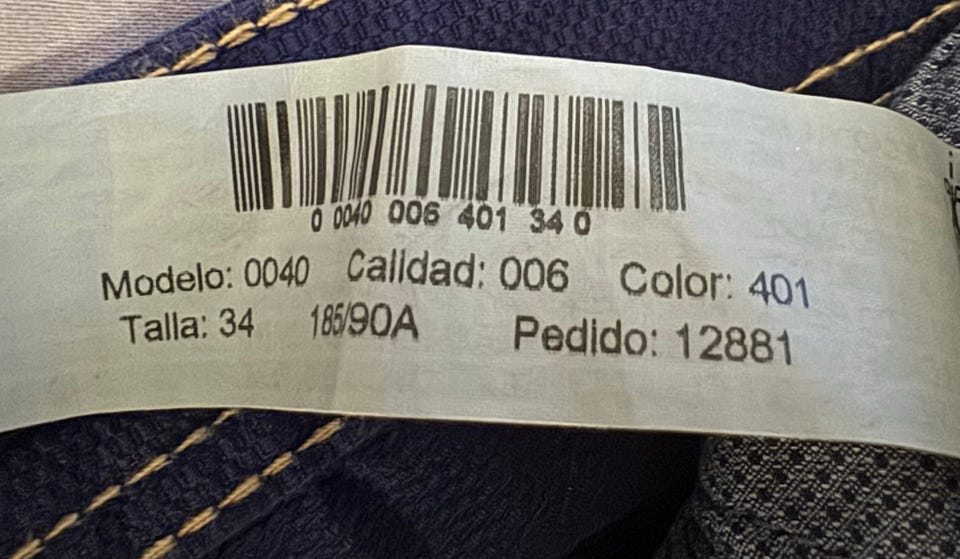 0 0040 006 401 34 0
Modelo: 0040 Calidad: 006 Color: 401
Talla: 34 185/90A Pedido: 12881